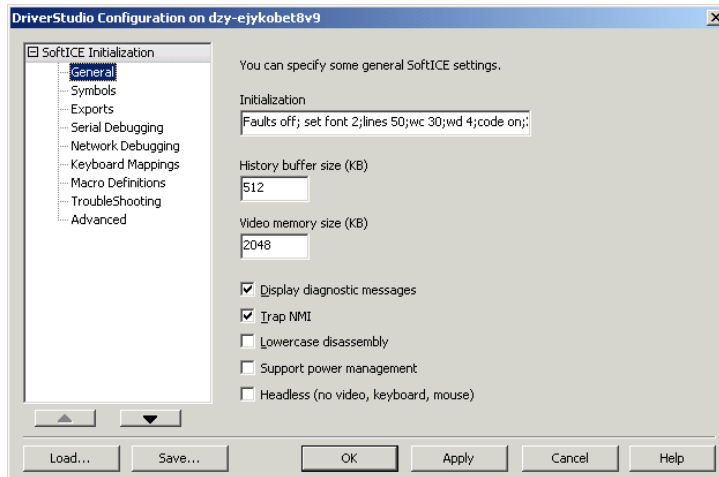 DriverStudio Configuration on dzy-ejykobet8v9
SoftICE Initialization
General
Symbols
Exports
Serial Debugging
Network Debugging
Keyboard Mappings
Macro Definitions
TroubleShooting
Advanced
You can specify some general SoftICE settings.
Initialization
Faults off; set font 2;lines 50;wc 30;wd 4;code on;
History buffer size (KB)
512
Video memory size (KB)
2048
Display diagnostic messages
Trap NMI
Lowercase disassembly
Support power management
Headless (no video, keyboard, mouse)
Load...
Save...
OK
Apply
Cancel
Help